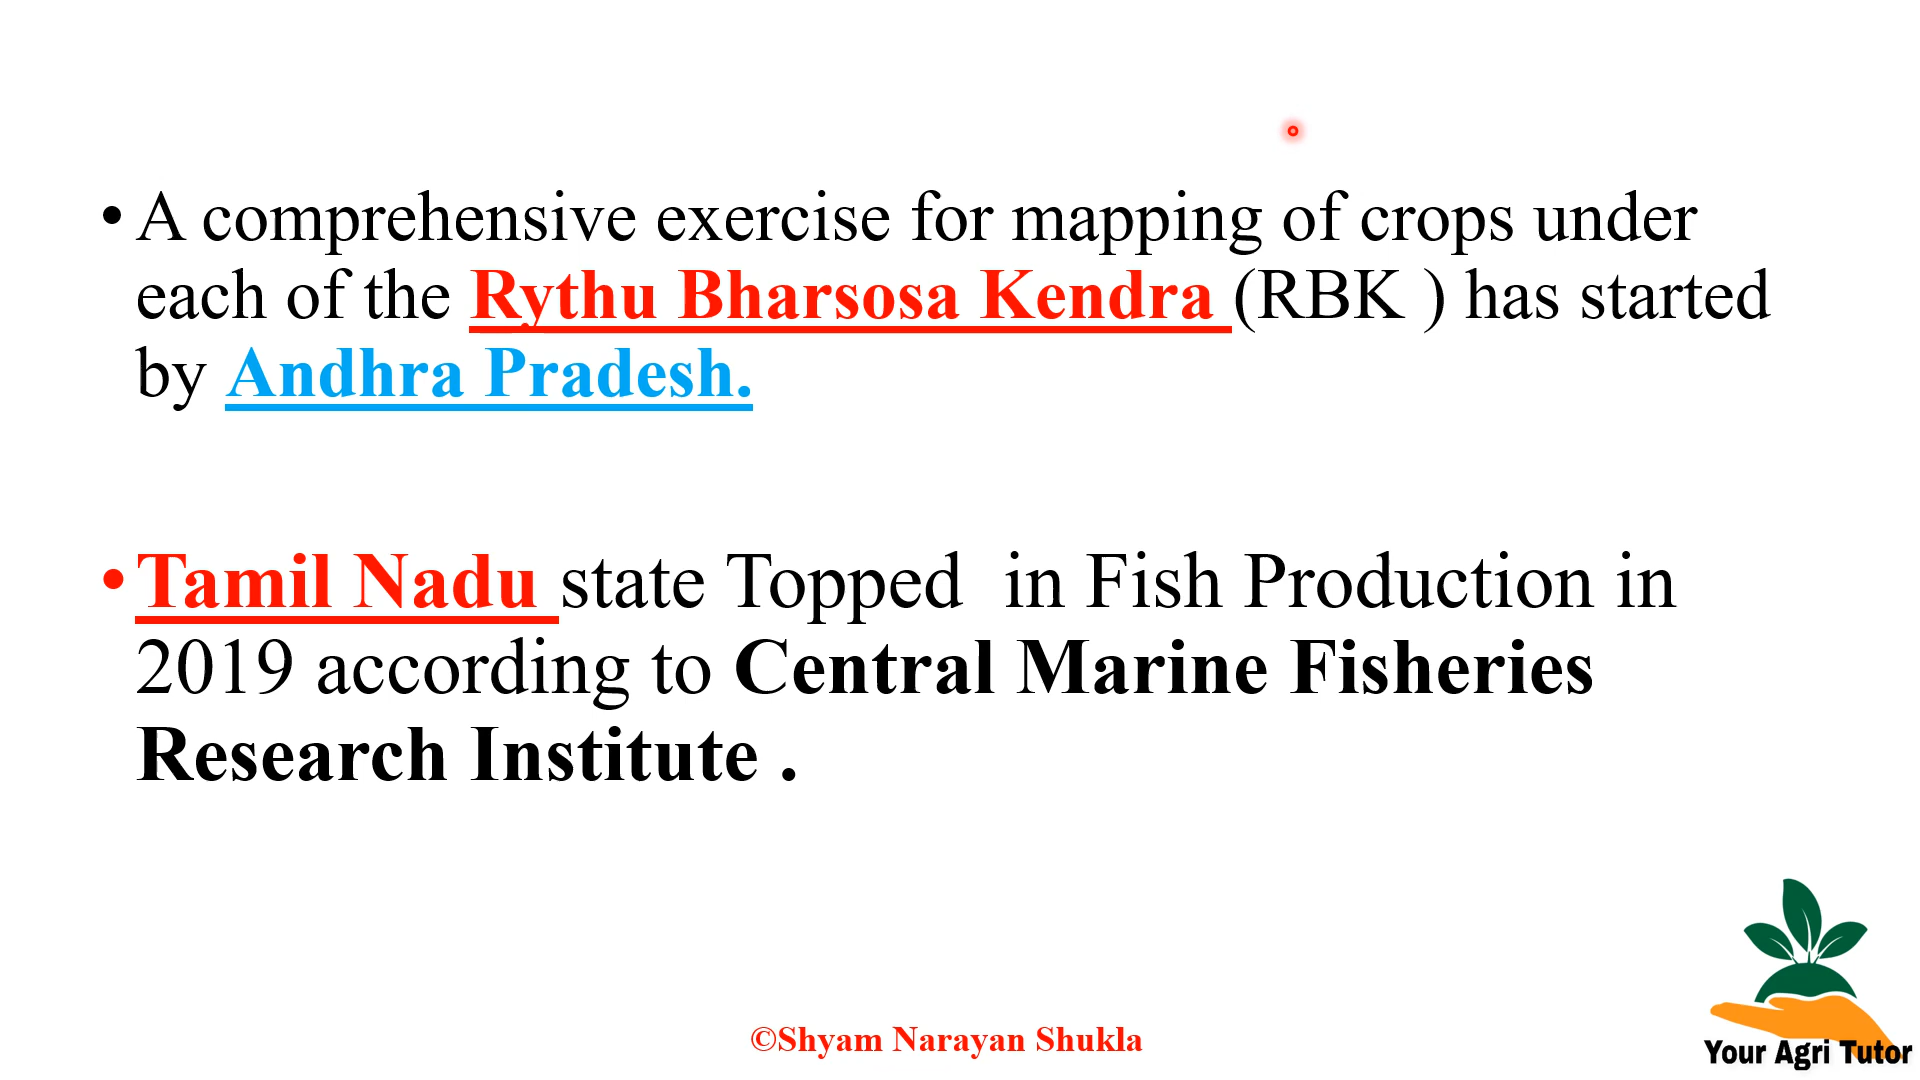 • A comprehensive exercise for mapping of crops under
each of the Rythu Bharsosa Kendra (RBK ) has started
by Andhra Pradesh.
• Tamil Nadu state Topped in Fish Production in
2019 according to Central Marine Fisheries
Research Institute .
©Shyam Narayan Shukla
Your Agri Tutor